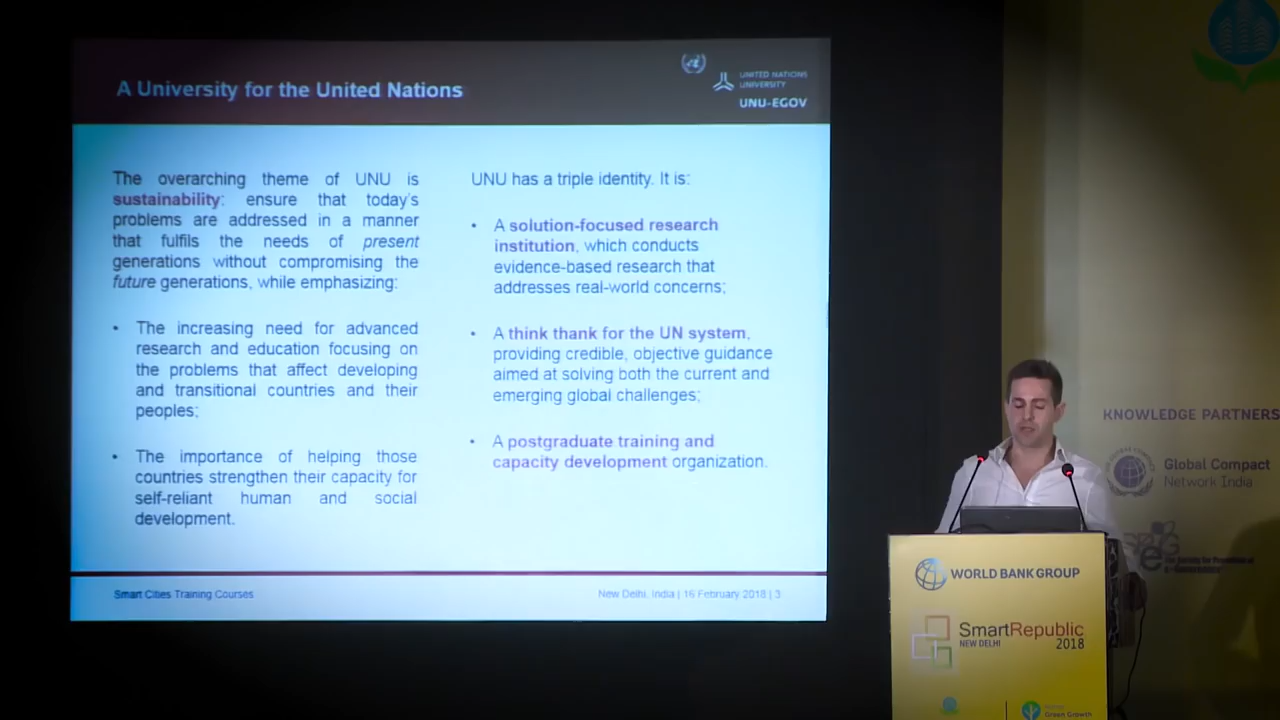 A University for the United Nations
UNITED NATIONS
UNIVERSITY
UNU-EGOV
The overarching theme of UNU is
sustainability: ensure that today's
problems are addressed in a manner
that fulfils the needs of present
generations without compromising the
future generations, while emphasizing:
• The increasing need for advanced
research and education focusing on
the problems that affect developing
and transitional countries and their
peoples;
• The importance of helping those
countries strengthen their capacity for
self-reliant human and social
development.
UNU has a triple identity. It is:
• A solution-focused research
institution, which conducts
evidence-based research that
addresses real-world concerns;
• A think thank for the UN system,
providing credible, objective guidance
aimed at solving both the current and
emerging global challenges;
• A postgraduate training and
capacity development organization.
Smart Cities Training Courses
New Delhi, India | 16 February 2018 | 3
KNOWLEDGE PARTNERS
Global Compact
Network India
WORLD BANK GROUP
SmartRepublic
NEW DELHI 2018
Green Growth